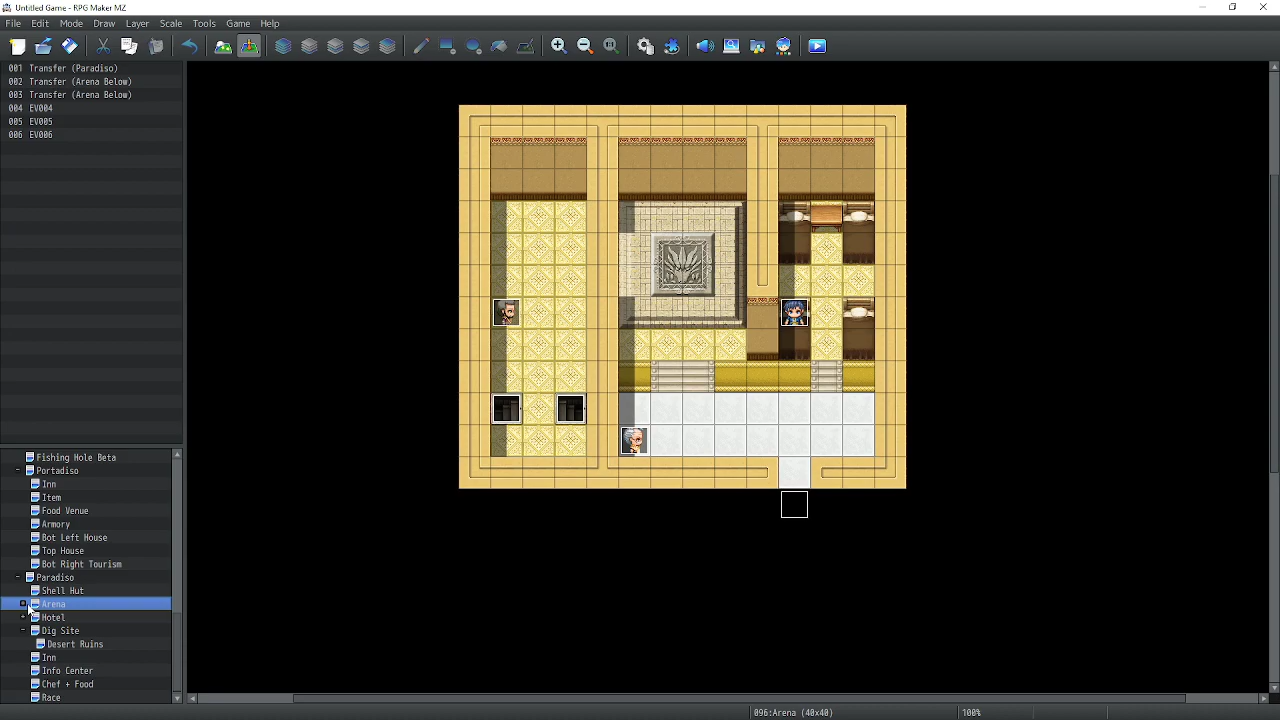 Untitled Game - RPG Maker MZ
File Edit Mode Draw Layer Scale Tools Game Help
001 Transfer (Paradiso)
002 Transfer (Arena Below)
003 Transfer (Arena Below)
004 EV004
005 EV005
006 EV006
Fishing Hole Beta
Portadiso
Inn
Item
Food Venue
Armory
Bot Left House
Top House
Bot Right Tourism
Paradiso
Shell Hut
Arena
Hotel
Dig Site
Desert Ruins
Inn
Info Center
Chef + Food
Race
096:Arena (40x40) 100%